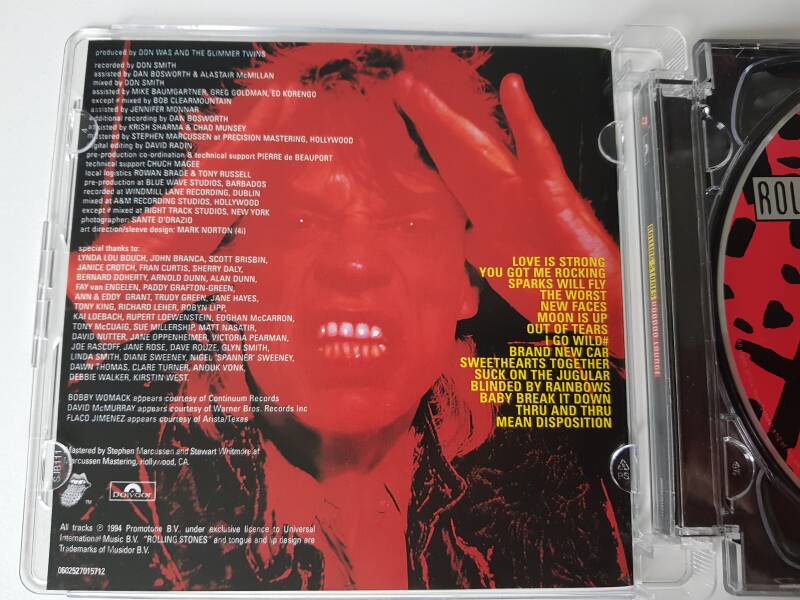 produced by DON WAS AND THE GLIMMER TWINS
recorded by DON SMITH
assisted by DAN BOSWORTH & ALASTAIR McMILLAN
mixed by DON SMITH
assisted by MIKE BAUMGARTNER, GREG GOLDMAN, ED KORENGO
except # mixed by BOB CLEARMOUNTAIN
assisted by JENNIFER MONNAR
additional recording by DAN BOSWORTH
assisted by KRISH SHARMA & CHAD MUNSEY
mastered by STEPHEN MARCUSSEN at PRECISION MASTERING, HOLLYWOOD
digital editing by DAVID RADIN
pre-production co-ordination & technical support PIERRE de BEAUPORT
technical support CHUCH MAGEE
local logistics ROWAN BRADE & TONY RUSSELL
pre-production at BLUE WAVE STUDIOS, BARBADOS
recorded at WINDMILL LANE RECORDING, DUBLIN
mixed at A&M RECORDING STUDIOS, HOLLYWOOD
except # mixed at RIGHT TRACK STUDIOS, NEW YORK
photographer: SANTE D'ORAZIO
art direction/sleeve design: MARK NORTON (4i)
special thanks to:
LYNDA LOU BOUCH, JOHN BRANCA, SCOTT BRISBIN,
JANICE CROTCH, FRAN CURTIS, SHERRY DALY,
BERNARD DOHERTY, ARNOLD DUNN, ALAN DUNN,
FAY van ENGELEN, PADDY GRAFTON-GREEN,
ANN & EDDY GRANT, TRUDY GREEN, JANE HAYES,
TONY KING, RICHARD LEHER, ROBYN LIPP,
KAI LOEBACH, RUPERT LOEWENSTEIN, EOGHAN McCARRON,
TONY McCUAIG, SUE MILLERSHIP, MATT NASATIR,
DAVID NUTTER, JANE OPPENHEIMER, VICTORIA PEARMAN,
JOE RASCOFF, JANE ROSE, DAVE ROUZE, GLYN SMITH,
LINDA SMITH, DIANE SWEENEY, NIGEL "SPANNER" SWEENEY,
DAWN THOMAS, CLARE TURNER, ANOUK VONK,
DEBBIE WALKER, KIRSTIN WEST.
BOBBY WOMACK appears courtesy of Continuum Records
DAVID McMURRAY appears courtesy of Warner Bros. Records Inc
FLACO JIMENEZ appears courtesy of Arista/Texas
Mastered by Stephen Marcussen and Stewart Whitmore at
Marcussen Mastering, Hollywood, CA.
TM
Polydor
All tracks ℗ 1994 Promotone B.V. under exclusive licence to Universal
International Music B.V. "ROLLING STONES" and tongue and lip design are
Trademarks of Musidor B.V.
0602527015712
LOVE IS STRONG
YOU GOT ME ROCKING
SPARKS WILL FLY
THE WORST
NEW FACES
MOON IS UP
OUT OF TEARS
I GO WILD#
BRAND NEW CAR
SWEETHEARTS TOGETHER
SUCK ON THE JUGULAR
BLINDED BY RAINBOWS
BABY BREAK IT DOWN
THRU AND THRU
MEAN DISPOSITION
VOODOO LOUNGE
ROL